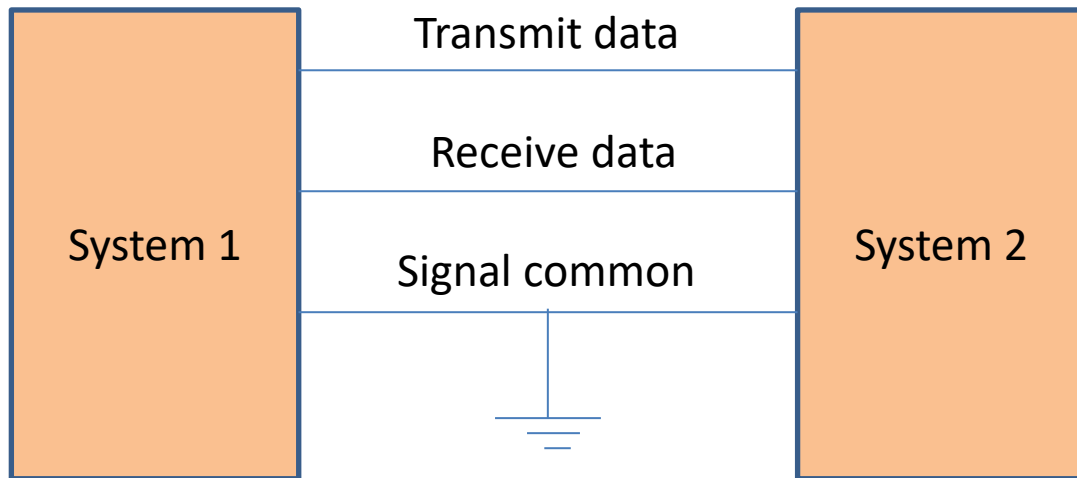 Transmit data
Receive data
System 1
System 2
Signal common